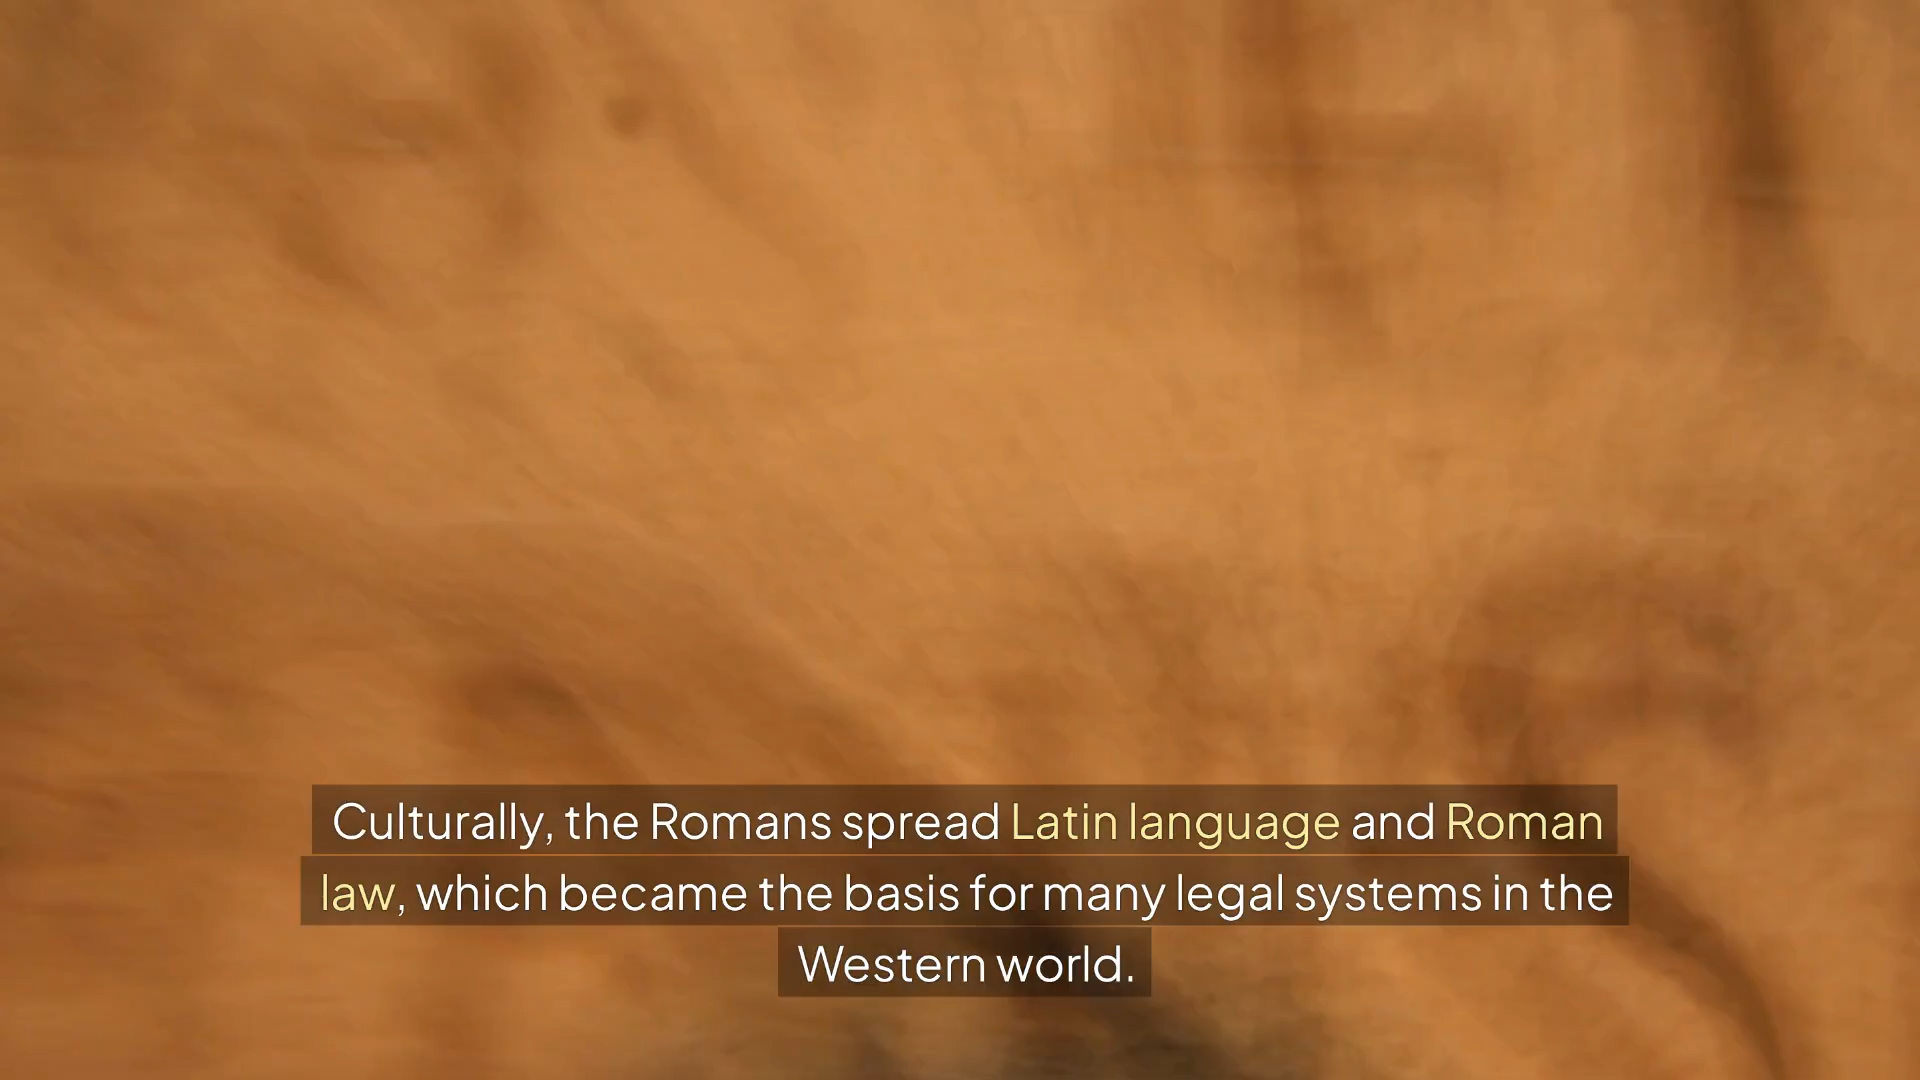 Culturally, the Romans spread Latin language and Roman
law, which became the basis for many legal systems in the
Western world.